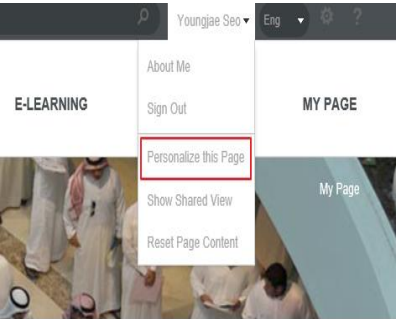 Youngjae Seo Eng ?
About Me
E-LEARNING Sign Out MY PAGE
Personalize this Page
Show Shared View My Page
Reset Page Content